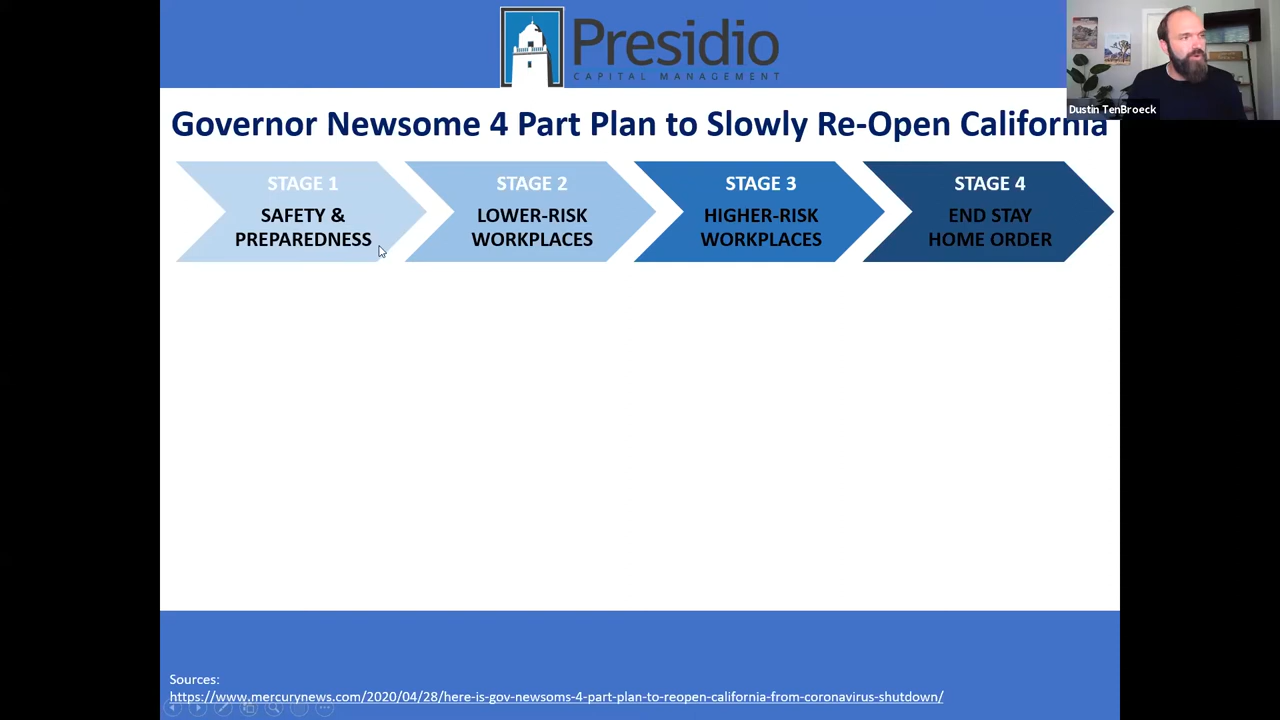 Presidio
CAPITAL MANAGEMENT
Dustin TenBroeck
Governor Newsome 4 Part Plan to Slowly Re-Open California
STAGE 1
SAFETY &
PREPAREDNESS
STAGE 2
LOWER-RISK
WORKPLACES
STAGE 3
HIGHER-RISK
WORKPLACES
STAGE 4
END STAY
HOME ORDER
Sources:
https://www.mercurynews.com/2020/04/28/here-is-gov-newsoms-4-part-plan-to-reopen-california-from-coronavirus-shutdown/